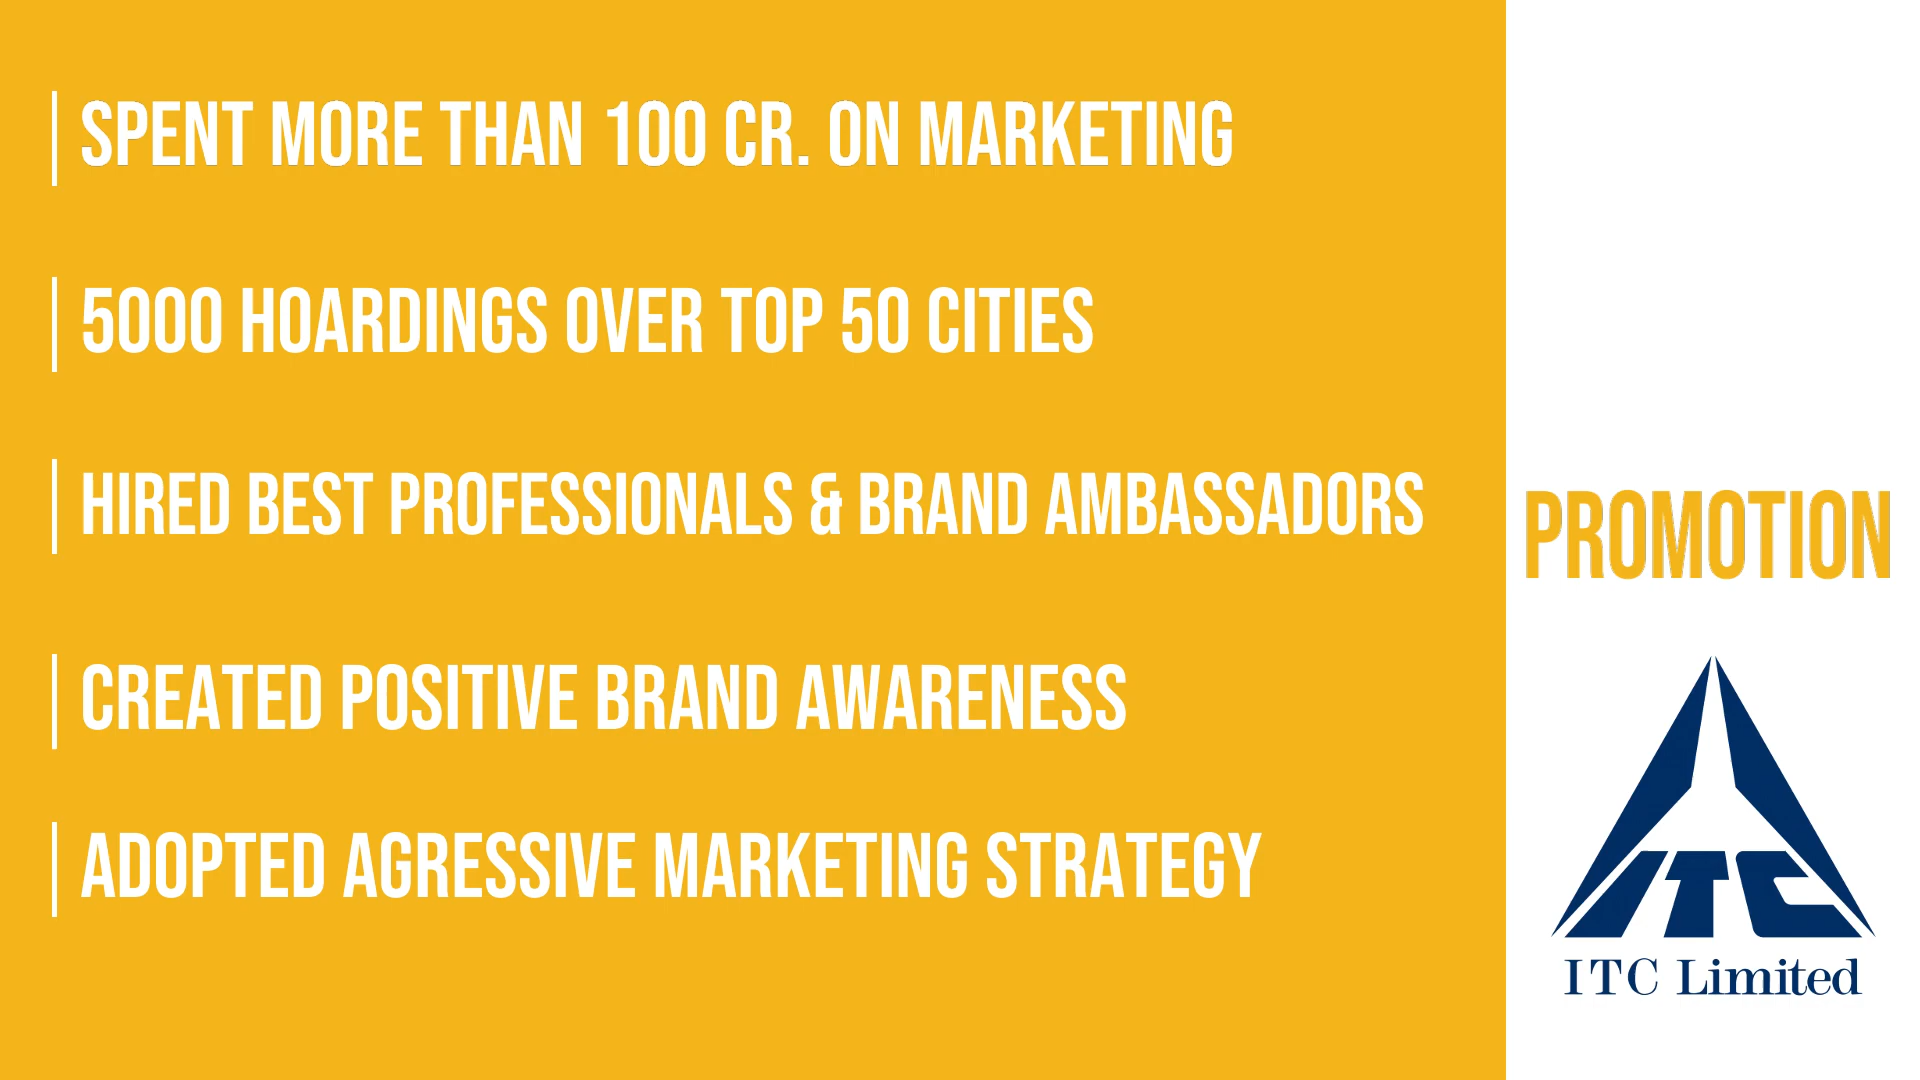 SPENT MORE THAN 100 CR. ON MARKETING
5000 HOARDINGS OVER TOP 50 CITIES
HIRED BEST PROFESSIONALS & BRAND AMBASSADORS
CREATED POSITIVE BRAND AWARENESS
ADOPTED AGRESSIVE MARKETING STRATEGY
PROMOTION
ITC
ITC Limited